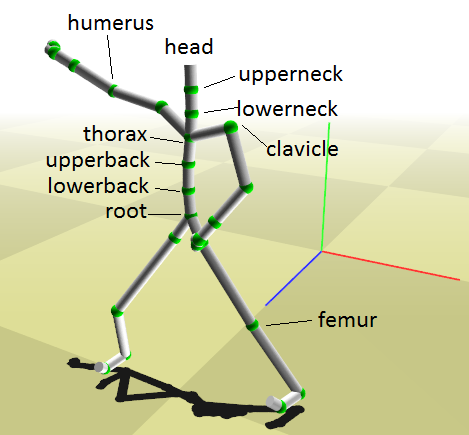 humerus
head
upperneck
lowerneck
thorax
clavicle
upperback
lowerback
root
femur